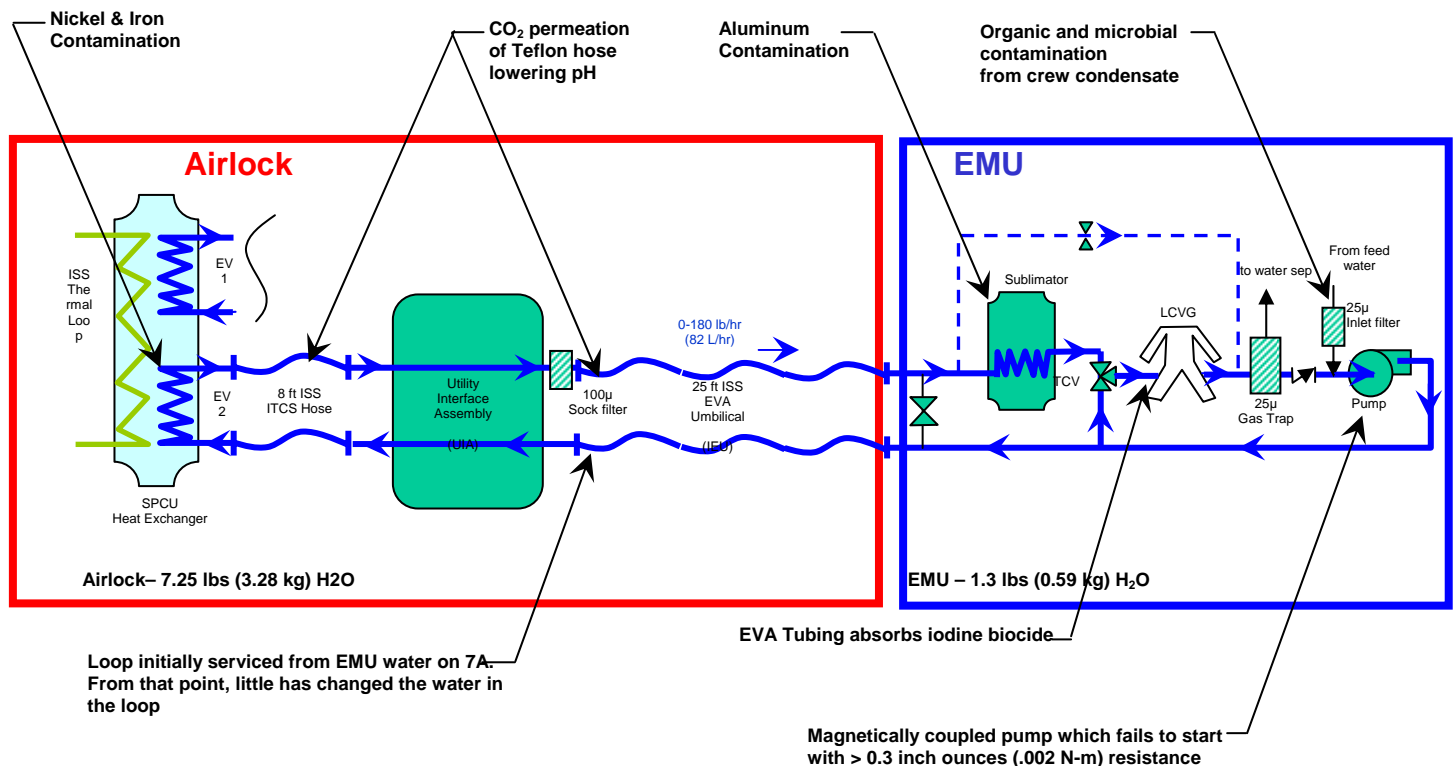 Nickel & Iron
Contamination
CO₂ permeation
of Teflon hose
lowering pH
Aluminum
Contamination
Organic and microbial
contamination
from crew condensate
Airlock
EMU
ISS
The
rmal
Loo
p
EV
1
EV
2
SPCU
Heat Exchanger
8 ft ISS
ITCS Hose
Utility
Interface
Assembly
(UIA)
100µ
Sock filter
0-180 lb/hr
(82 L/hr)
25 ft ISS
EVA
Umbilical
(IEU)
Sublimator
TCV
LCVG
to water sep
25µ
Gas Trap
From feed
water
25µ
Inlet filter
Pump
Airlock– 7.25 lbs (3.28 kg) H2O
EMU – 1.3 lbs (0.59 kg) H₂O
Loop initially serviced from EMU water on 7A.
From that point, little has changed the water in
the loop
EVA Tubing absorbs iodine biocide
Magnetically coupled pump which fails to start
with > 0.3 inch ounces (.002 N-m) resistance